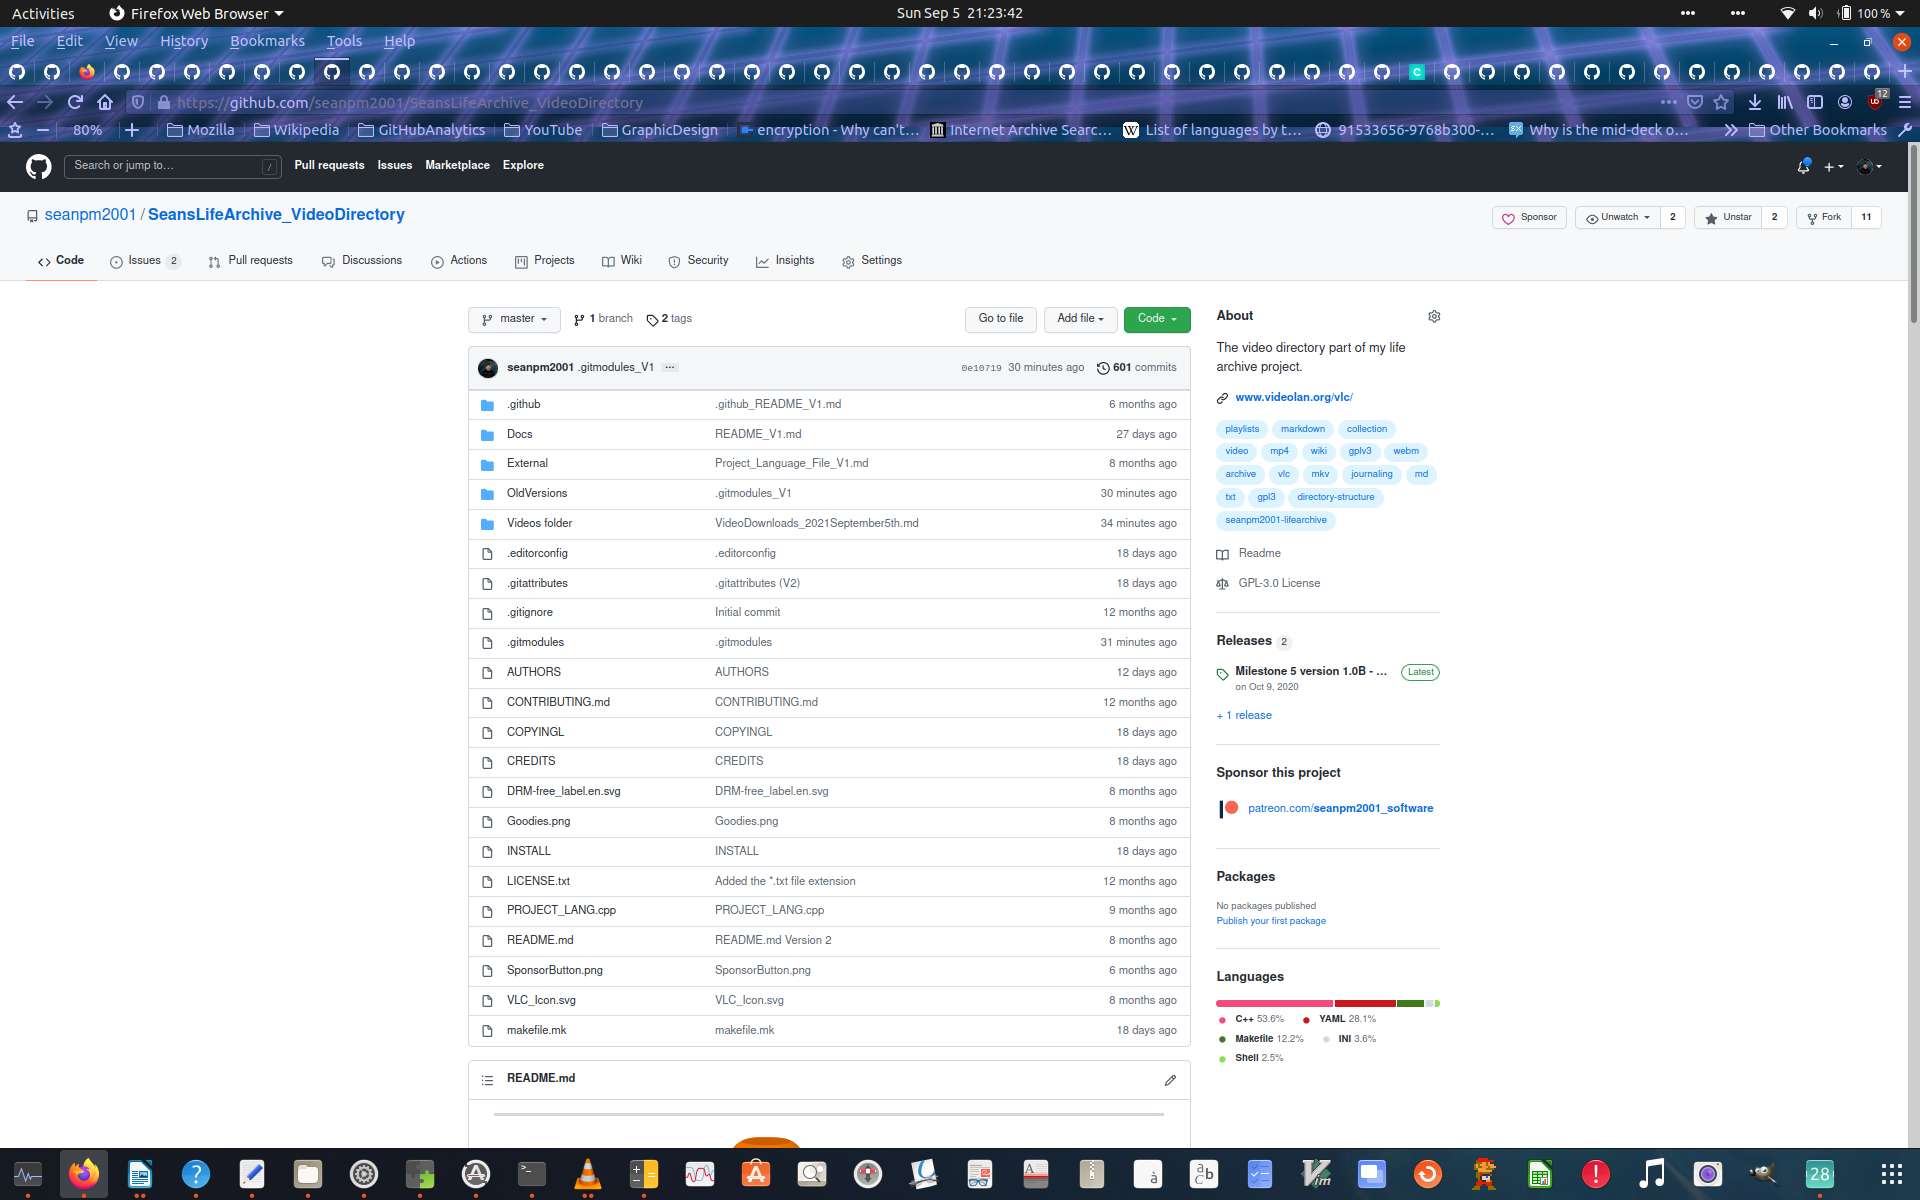 Activities Firefox Web Browser Sun Sep 5 21:23:42 100 %
File Edit View History Bookmarks Tools Help
https://github.com/seanpm2001/SeansLifeArchive_VideoDirectory 12
80% Mozilla Wikipedia GitHubAnalytics YouTube GraphicDesign encryption - Why can't… Internet Archive Searc… List of languages by t… 91533656-9768b300-… Why is the mid-deck o… Other Bookmarks
Search or jump to… / Pull requests Issues Marketplace Explore
seanpm2001 / SeansLifeArchive_VideoDirectory Sponsor Unwatch 2 Unstar 2 Fork 11
Code Issues 2 Pull requests Discussions Actions Projects Wiki Security Insights Settings
master 1 branch 2 tags Go to file Add file Code
seanpm2001 .gitmodules_V1 … 0e10719 30 minutes ago 601 commits
.github .github_README_V1.md 6 months ago
Docs README_V1.md 27 days ago
External Project_Language_File_V1.md 8 months ago
OldVersions .gitmodules_V1 30 minutes ago
Videos folder VideoDownloads_2021September5th.md 34 minutes ago
.editorconfig .editorconfig 18 days ago
.gitattributes .gitattributes (V2) 18 days ago
.gitignore Initial commit 12 months ago
.gitmodules .gitmodules 31 minutes ago
AUTHORS AUTHORS 12 days ago
CONTRIBUTING.md CONTRIBUTING.md 12 months ago
COPYINGL COPYINGL 18 days ago
CREDITS CREDITS 18 days ago
DRM-free_label.en.svg DRM-free_label.en.svg 8 months ago
Goodies.png Goodies.png 8 months ago
INSTALL INSTALL 18 days ago
LICENSE.txt Added the *.txt file extension 12 months ago
PROJECT_LANG.cpp PROJECT_LANG.cpp 9 months ago
README.md README.md Version 2 8 months ago
SponsorButton.png SponsorButton.png 6 months ago
VLC_Icon.svg VLC_Icon.svg 8 months ago
makefile.mk makefile.mk 18 days ago
README.md
About
The video directory part of my life
archive project.
www.videolan.org/vlc/
playlists markdown collection
video mp4 wiki gplv3 webm
archive vlc mkv journaling md
txt gpl3 directory-structure
seanpm2001-lifearchive
Readme
GPL-3.0 License
Releases 2
Milestone 5 version 1.0B - ... Latest
on Oct 9, 2020
+ 1 release
Sponsor this project
patreon.com/seanpm2001_software
Packages
No packages published
Publish your first package
Languages
C++ 53.6% YAML 28.1%
Makefile 12.2% INI 3.6%
Shell 2.5%
28